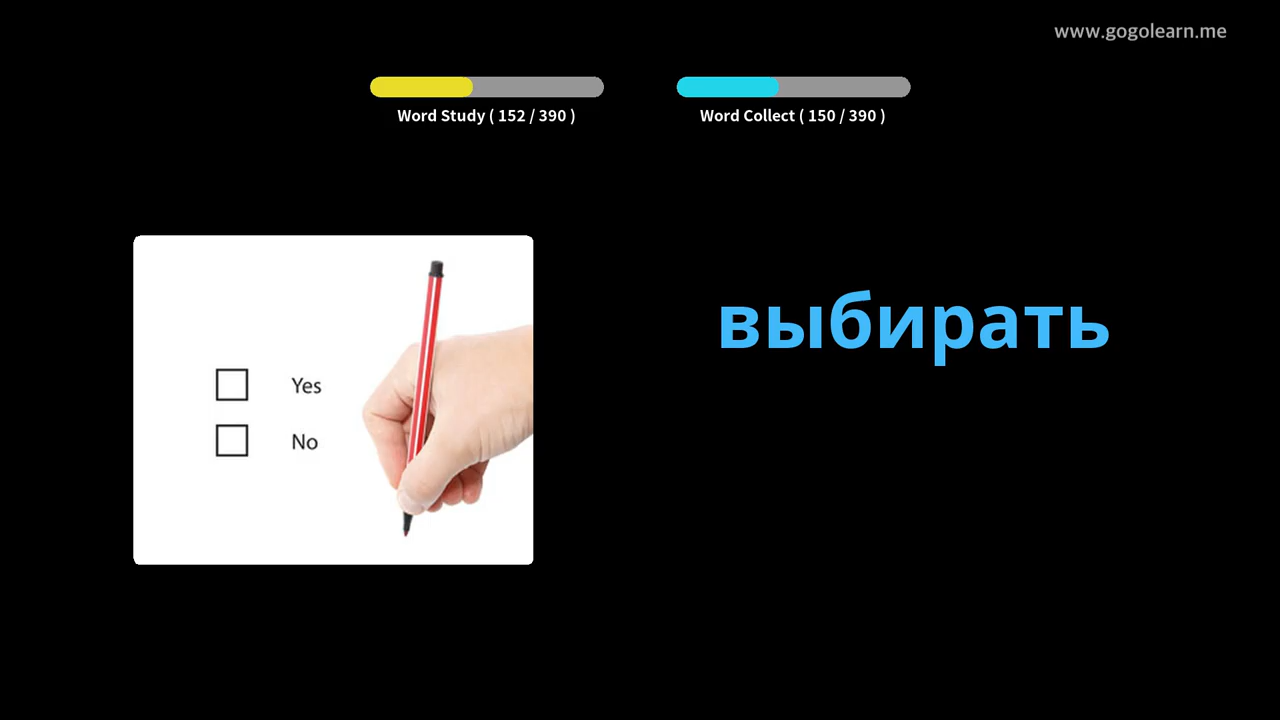 www.gogolearn.me
Word Study ( 152 / 390 )
Word Collect ( 150 / 390 )
выбирать
Yes
No